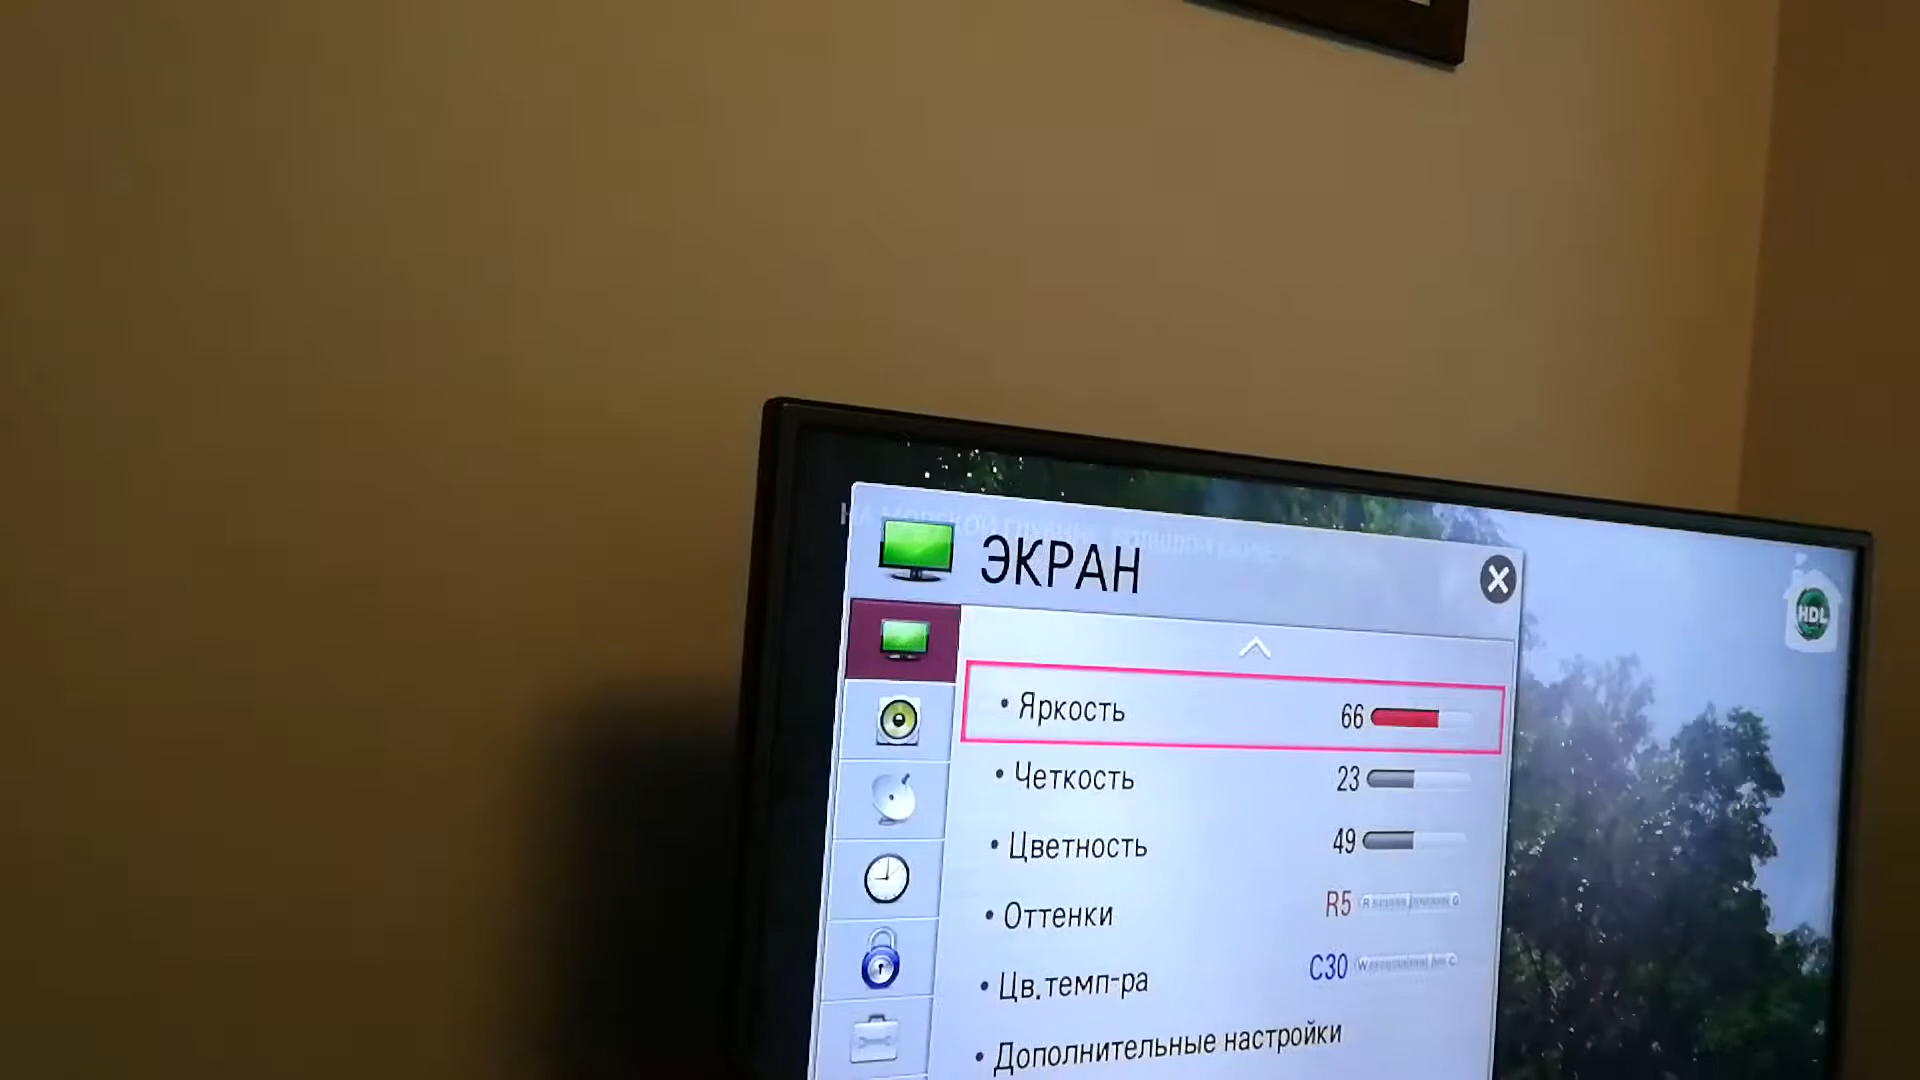 ЭКРАН
HDL
• Яркость 66
• Четкость 23
• Цветность 49
• Оттенки R5 R G
• Цв.темп-ра C30 W C
• Дополнительные настройки